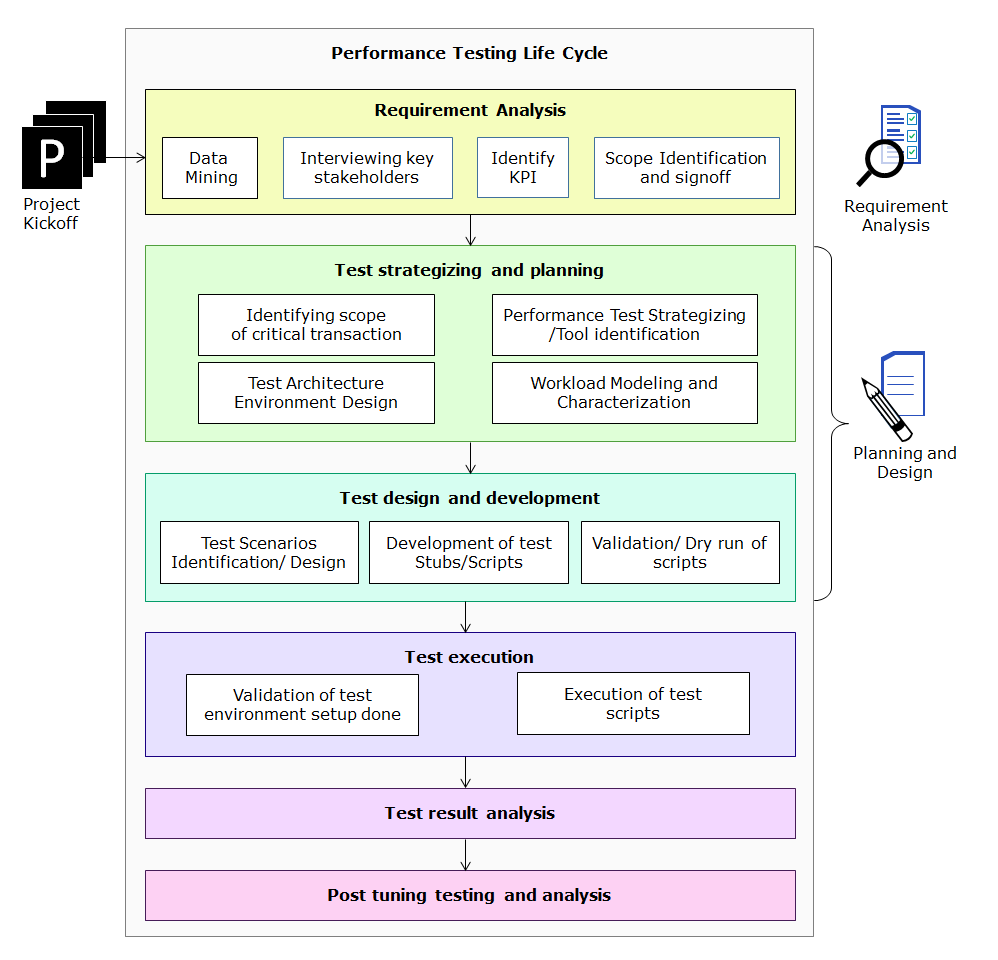 Performance Testing Life Cycle
Requirement Analysis
Data
Mining
Interviewing key
stakeholders
Identify
KPI
Scope Identification
and signoff
P
Project
Kickoff
Requirement
Analysis
Test strategizing and planning
Identifying scope
of critical transaction
Performance Test Strategizing
/Tool identification
Test Architecture
Environment Design
Workload Modeling and
Characterization
Planning and
Design
Test design and development
Test Scenarios
Identification/ Design
Development of test
Stubs/Scripts
Validation/ Dry run of
scripts
Test execution
Validation of test
environment setup done
Execution of test
scripts
Test result analysis
Post tuning testing and analysis